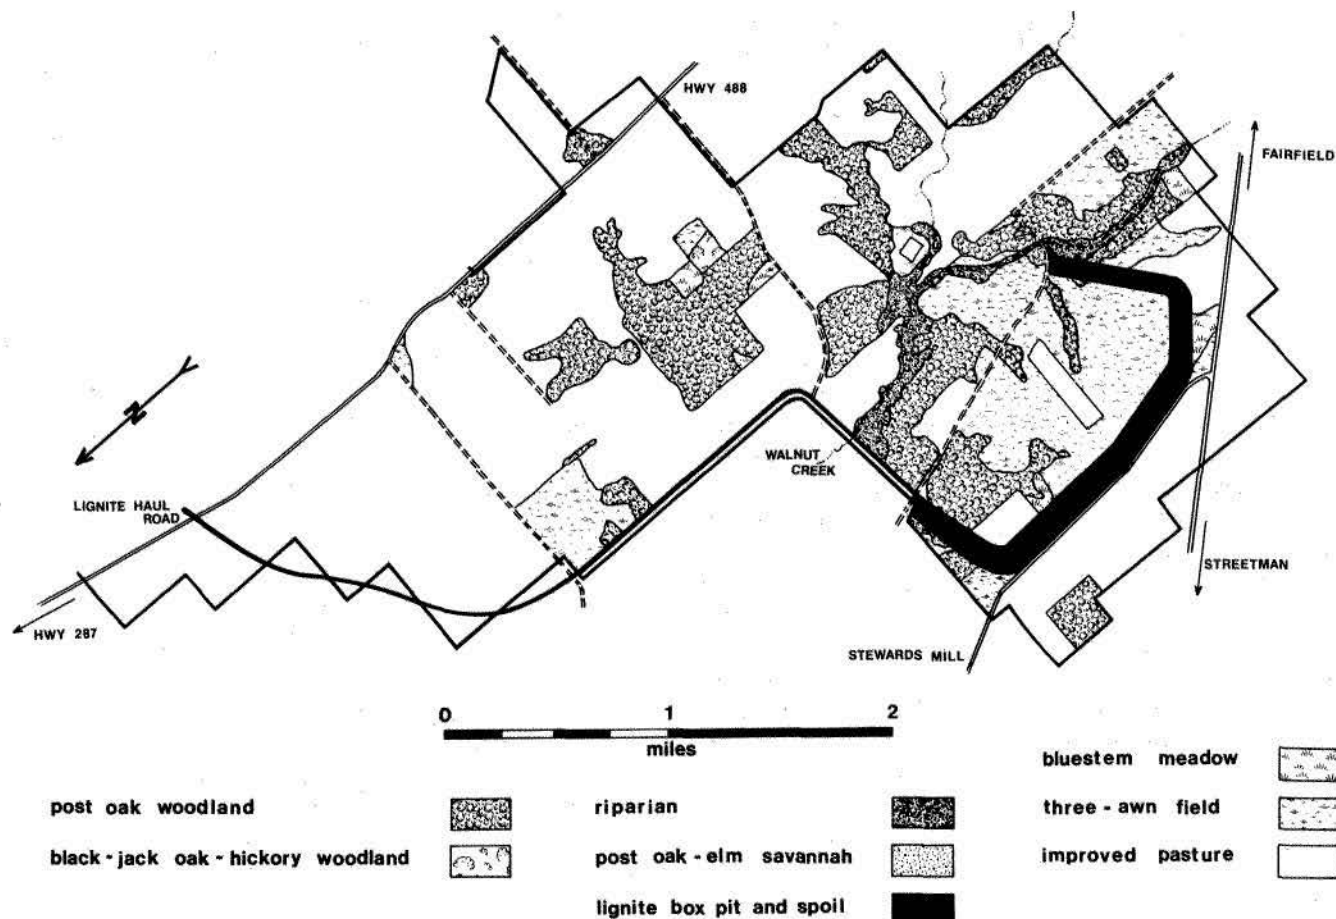 HWY 488
FAIRFIELD
N
WALNUT
CREEK
LIGNITE HAUL
ROAD
STREETMAN
HWY 287
STEWARDS MILL
0 1 2
miles
post oak woodland
black-jack oak-hickory woodland
riparian
post oak-elm savannah
lignite box pit and spoil
bluestem meadow
three-awn field
improved pasture